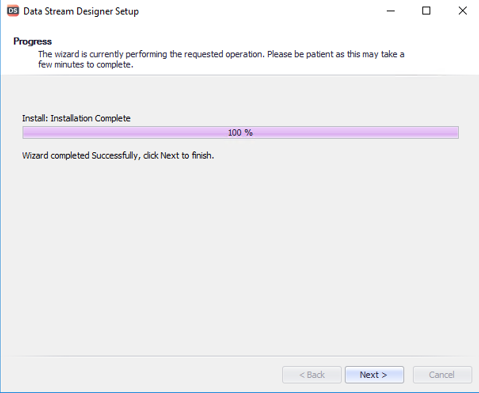 DS Data Stream Designer Setup
Progress
The wizard is currently performing the requested operation. Please be patient as this may take a
few minutes to complete.
Install: Installation Complete
100 %
Wizard completed Successfully, click Next to finish.
< Back Next > Cancel